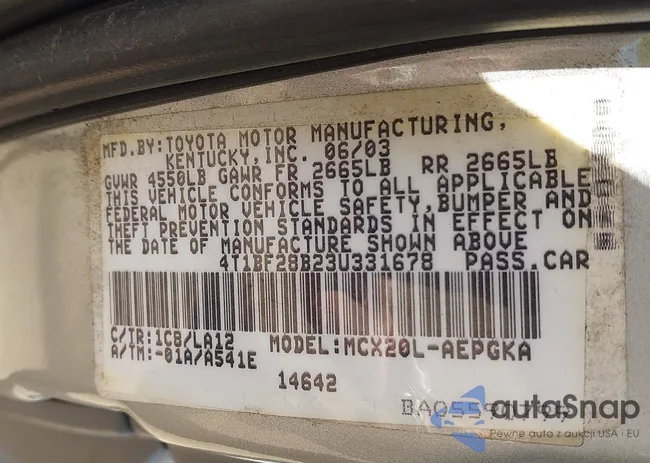 MFD.BY:TOYOTA MOTOR MANUFACTURING,
KENTUCKY,INC. 06/03
GVWR 4550LB GAWR FR 2665LB RR 2665LB
THIS VEHICLE CONFORMS TO ALL APPLICABLE
FEDERAL MOTOR VEHICLE SAFETY,BUMPER AND
THEFT PREVENTION STANDARDS IN EFFECT ON
THE DATE OF MANUFACTURE SHOWN ABOVE
4T1BF28B23U331678 PASS.CAR
C/TR:1C8/LA12 MODEL:MCX20L-AEPGKA
A/TM:-01A/A541E
14642
autoSnap
Pewne auta z aukcji USA i EU